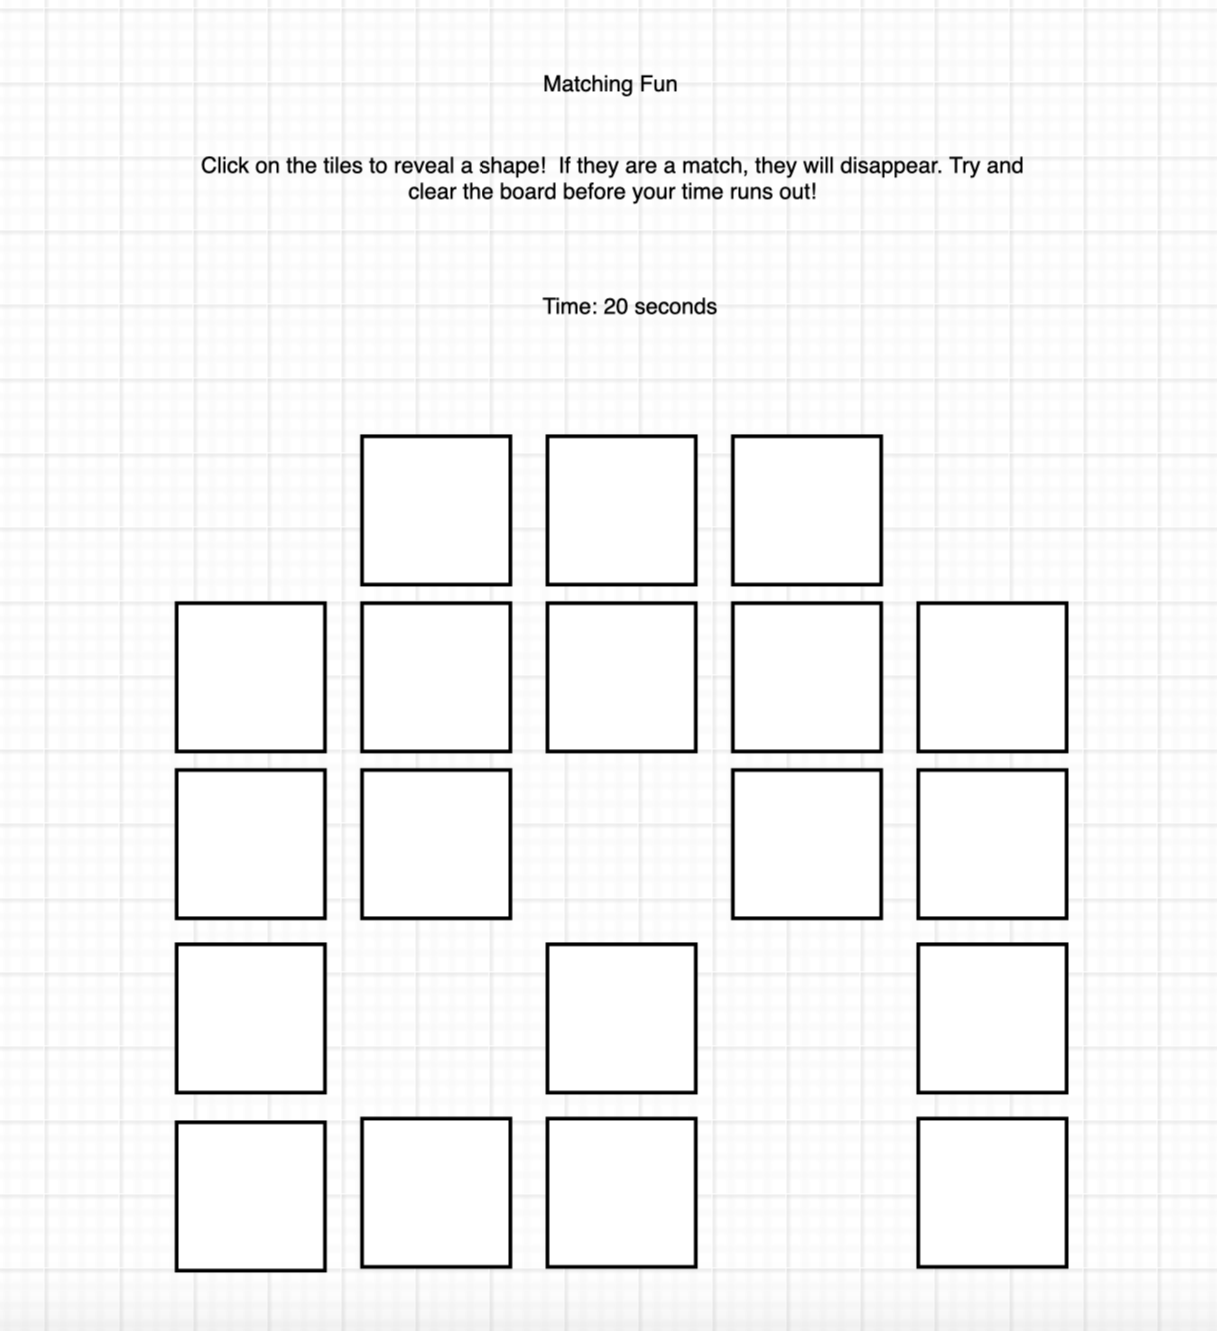 Matching Fun
Click on the tiles to reveal a shape!  If they are a match, they will disappear. Try and
clear the board before your time runs out!
Time: 20 seconds